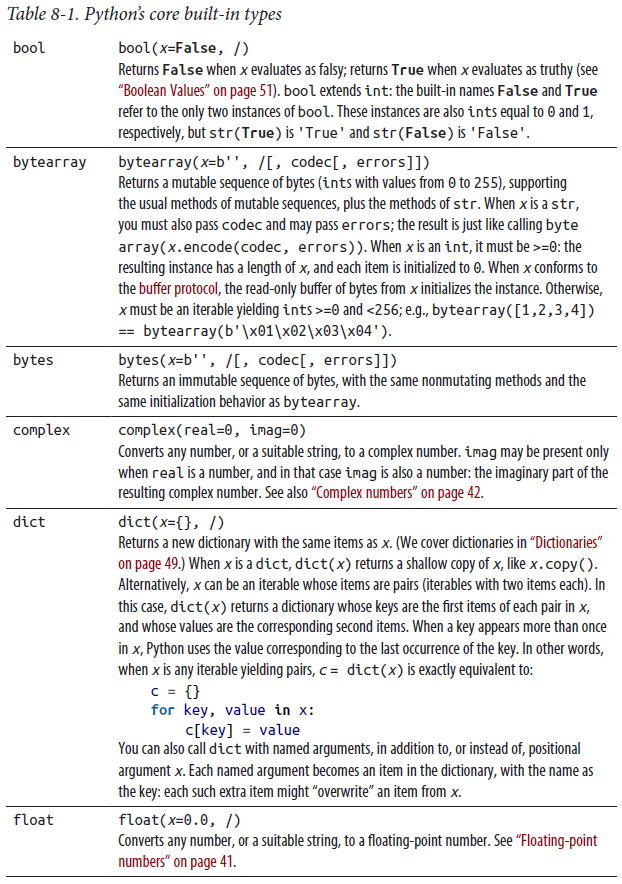 Table 8-1. Python's core built-in types
bool bool(x=False, /)
Returns False when x evaluates as falsy; returns True when x evaluates as truthy (see
“Boolean Values” on page 51). bool extends int: the built-in names False and True
refer to the only two instances of bool. These instances are also ints equal to 0 and 1,
respectively, but str(True) is 'True' and str(False) is 'False'.
bytearray bytearray(x=b'', /[, codec[, errors]])
Returns a mutable sequence of bytes (ints with values from 0 to 255), supporting
the usual methods of mutable sequences, plus the methods of str. When x is a str,
you must also pass codec and may pass errors; the result is just like calling byte
array(x.encode(codec, errors)). When x is an int, it must be >=0: the
resulting instance has a length of x, and each item is initialized to 0. When x conforms to
the buffer protocol, the read-only buffer of bytes from x initializes the instance. Otherwise,
x must be an iterable yielding ints >=0 and <256; e.g., bytearray([1,2,3,4])
== bytearray(b'\x01\x02\x03\x04').
bytes bytes(x=b'', /[, codec[, errors]])
Returns an immutable sequence of bytes, with the same nonmutating methods and the
same initialization behavior as bytearray.
complex complex(real=0, imag=0)
Converts any number, or a suitable string, to a complex number. imag may be present only
when real is a number, and in that case imag is also a number: the imaginary part of the
resulting complex number. See also “Complex numbers” on page 42.
dict dict(x={}, /)
Returns a new dictionary with the same items as x. (We cover dictionaries in “Dictionaries”
on page 49.) When x is a dict, dict(x) returns a shallow copy of x, like x.copy().
Alternatively, x can be an iterable whose items are pairs (iterables with two items each). In
this case, dict(x) returns a dictionary whose keys are the first items of each pair in x,
and whose values are the corresponding second items. When a key appears more than once
in x, Python uses the value corresponding to the last occurrence of the key. In other words,
when x is any iterable yielding pairs, c = dict(x) is exactly equivalent to:
c = {}
for key, value in x:
c[key] = value
You can also call dict with named arguments, in addition to, or instead of, positional
argument x. Each named argument becomes an item in the dictionary, with the name as
the key: each such extra item might “overwrite” an item from x.
float float(x=0.0, /)
Converts any number, or a suitable string, to a floating-point number. See “Floating-point
numbers” on page 41.